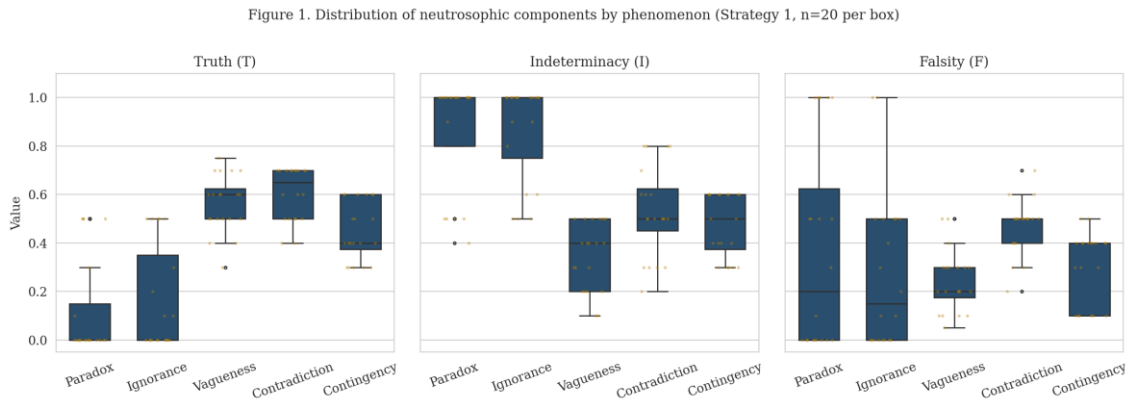 Figure 1. Distribution of neutrosophic components by phenomenon (Strategy 1, n=20 per box)
Truth (T)
Indeterminacy (I)
Falsity (F)
Value
1.0
0.8
0.6
0.4
0.2
0.0
Paradox
Ignorance
Vagueness
Contradiction
Contingency
Paradox
Ignorance
Vagueness
Contradiction
Contingency
Paradox
Ignorance
Vagueness
Contradiction
Contingency